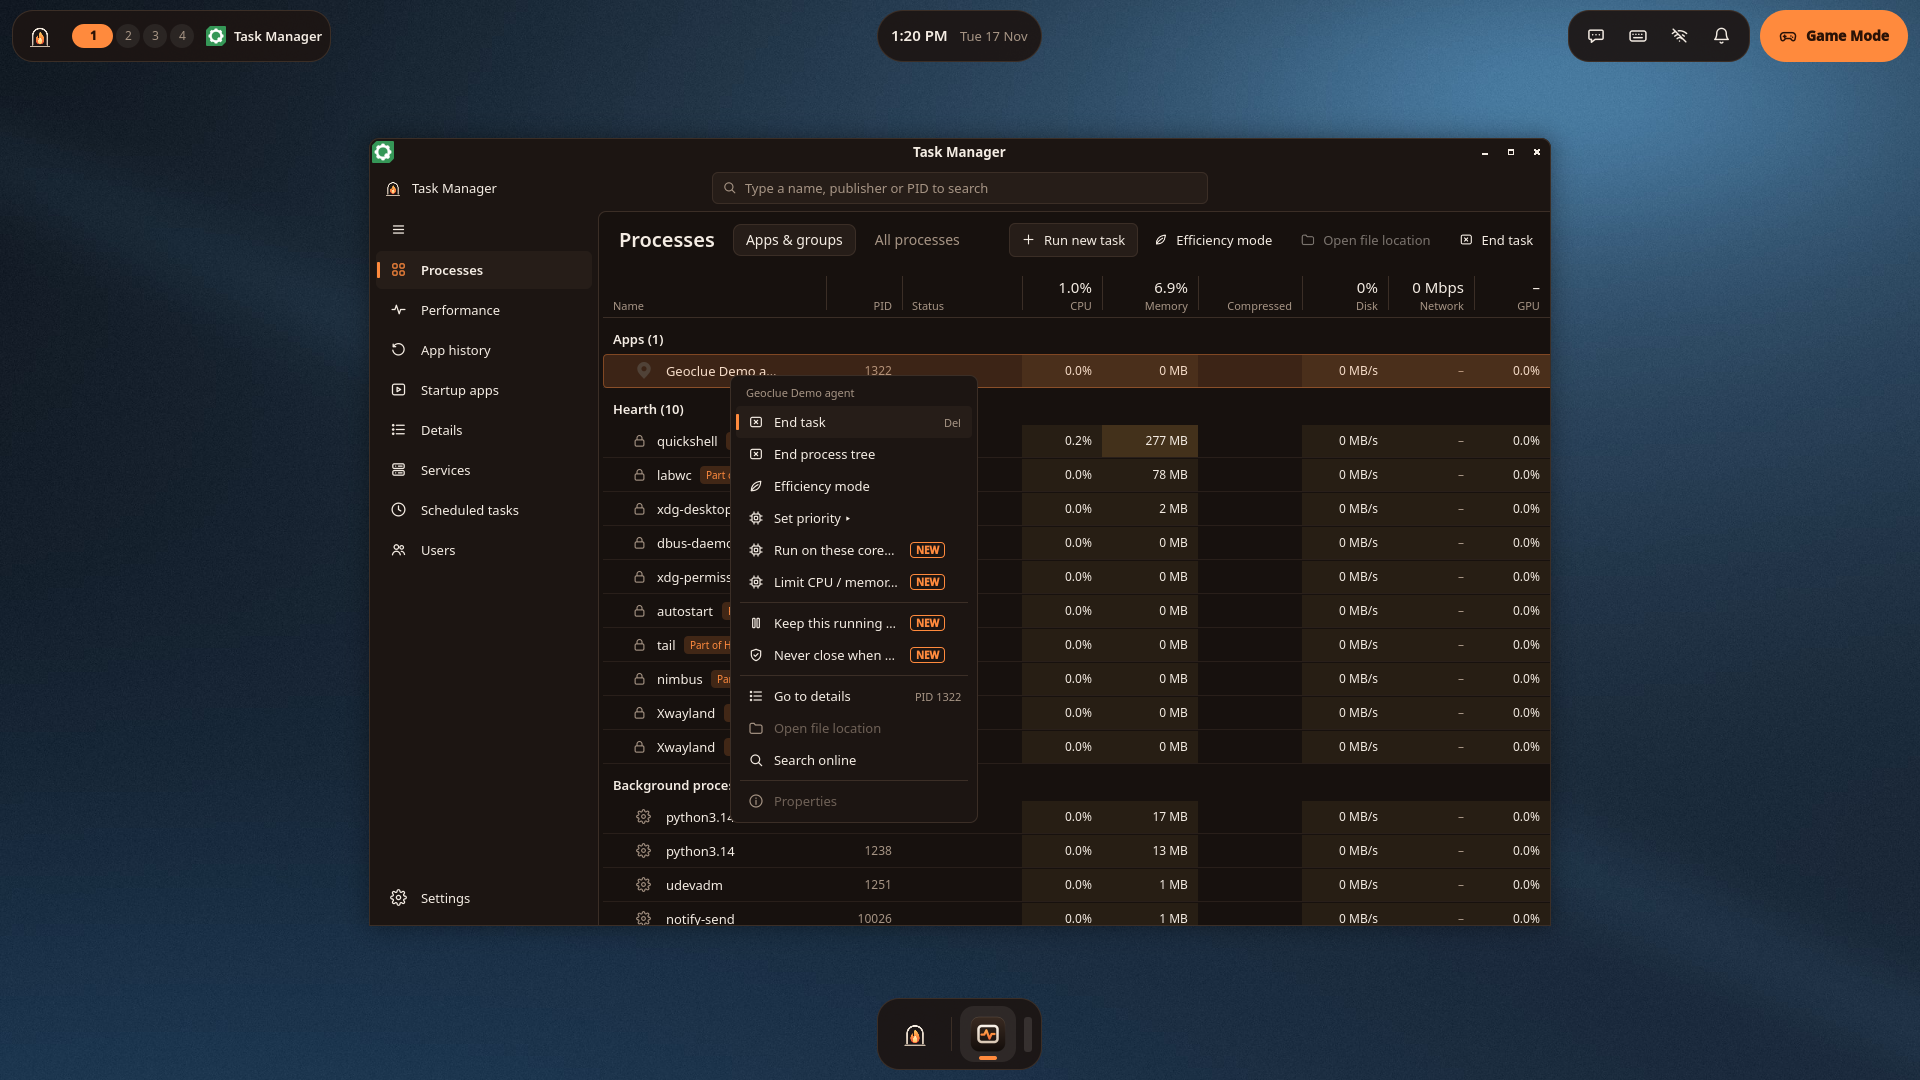 1 2 3 4 Task Manager
1:20 PM Tue 17 Nov
Game Mode
Task Manager
Task Manager
Type a name, publisher or PID to search
Processes
Performance
App history
Startup apps
Details
Services
Scheduled tasks
Users
Settings
Processes Apps & groups All processes Run new task Efficiency mode Open file location End task
1.0% 6.9% 0% 0 Mbps –
Name PID Status CPU Memory Compressed Disk Network GPU
Apps (1)
Geoclue Demo a... 1322 0.0% 0 MB 0 MB/s – 0.0%
Hearth (10)
quickshell 0.2% 277 MB 0 MB/s – 0.0%
labwc Part 0.0% 78 MB 0 MB/s – 0.0%
xdg-desktop 0.0% 2 MB 0 MB/s – 0.0%
dbus-daemo 0.0% 0 MB 0 MB/s – 0.0%
xdg-permiss 0.0% 0 MB 0 MB/s – 0.0%
autostart 0.0% 0 MB 0 MB/s – 0.0%
tail Part of H 0.0% 0 MB 0 MB/s – 0.0%
nimbus Pa 0.0% 0 MB 0 MB/s – 0.0%
Xwayland 0.0% 0 MB 0 MB/s – 0.0%
Xwayland 0.0% 0 MB 0 MB/s – 0.0%
Background proces
python3.14 0.0% 17 MB 0 MB/s – 0.0%
python3.14 1238 0.0% 13 MB 0 MB/s – 0.0%
udevadm 1251 0.0% 1 MB 0 MB/s – 0.0%
notify-send 10026 0.0% 1 MB 0 MB/s – 0.0%
Geoclue Demo agent
End task Del
End process tree
Efficiency mode
Set priority ▸
Run on these core... NEW
Limit CPU / memor... NEW
Keep this running ... NEW
Never close when ... NEW
Go to details PID 1322
Open file location
Search online
Properties